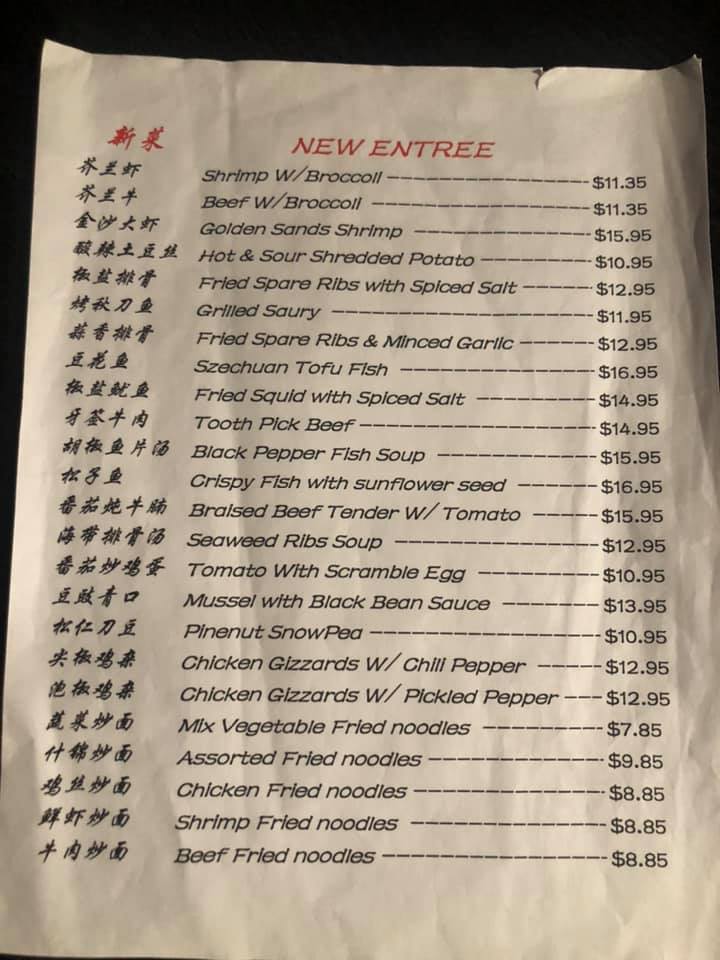 新菜 NEW ENTREE
芥兰虾 Shrimp W/Broccoli ---------------- $11.35
芥兰牛 Beef W/Broccoli ----------------- $11.35
金沙大虾 Golden Sands Shrimp -------------- $15.95
酸辣土豆丝 Hot & Sour Shredded Potato --------- $10.95
椒盐排骨 Fried Spare Ribs with Spiced Salt ------ $12.95
烤秋刀鱼 Grilled Saury -------------------- $11.95
蒜香排骨 Fried Spare Ribs & Minced Garlic ------ $12.95
豆花鱼 Szechuan Tofu Fish --------------- $16.95
椒盐鱿鱼 Fried Squid with Spiced Salt --------- $14.95
牙签牛肉 Tooth Pick Beef ------------------ $14.95
胡椒鱼片汤 Black Pepper Fish Soup ------------ $15.95
松子鱼 Crispy Fish with sunflower seed ------- $16.95
番茄炖牛腩 Braised Beef Tender W/ Tomato ------ $15.95
海带排骨汤 Seaweed Ribs Soup --------------- $12.95
番茄炒鸡蛋 Tomato With Scramble Egg --------- $10.95
豆豉青口 Mussel with Black Bean Sauce ------- $13.95
松仁刀豆 Pinenut SnowPea ----------------- $10.95
尖椒鸡杂 Chicken Gizzards W/ Chili Pepper ----- $12.95
泡椒鸡杂 Chicken Gizzards W/ Pickled Pepper --- $12.95
蔬菜炒面 Mix Vegetable Fried noodles --------- $7.85
什锦炒面 Assorted Fried noodles ------------- $9.85
鸡丝炒面 Chicken Fried noodles -------------- $8.85
鲜虾炒面 Shrimp Fried noodles -------------- $8.85
牛肉炒面 Beef Fried noodles ----------------- $8.85